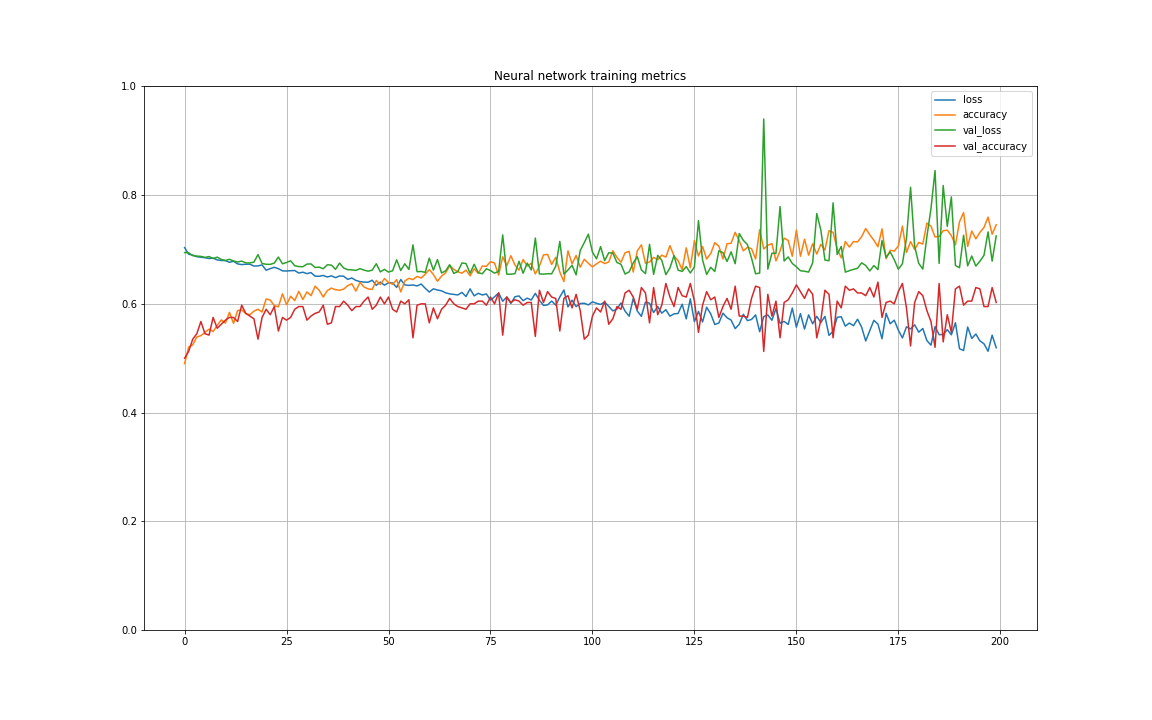 Neural network training metrics
1.0
loss
accuracy
val_loss
val_accuracy
0.8
0.6
0.4
0.2
0.0
0 25 50 75 100 125 150 175 200